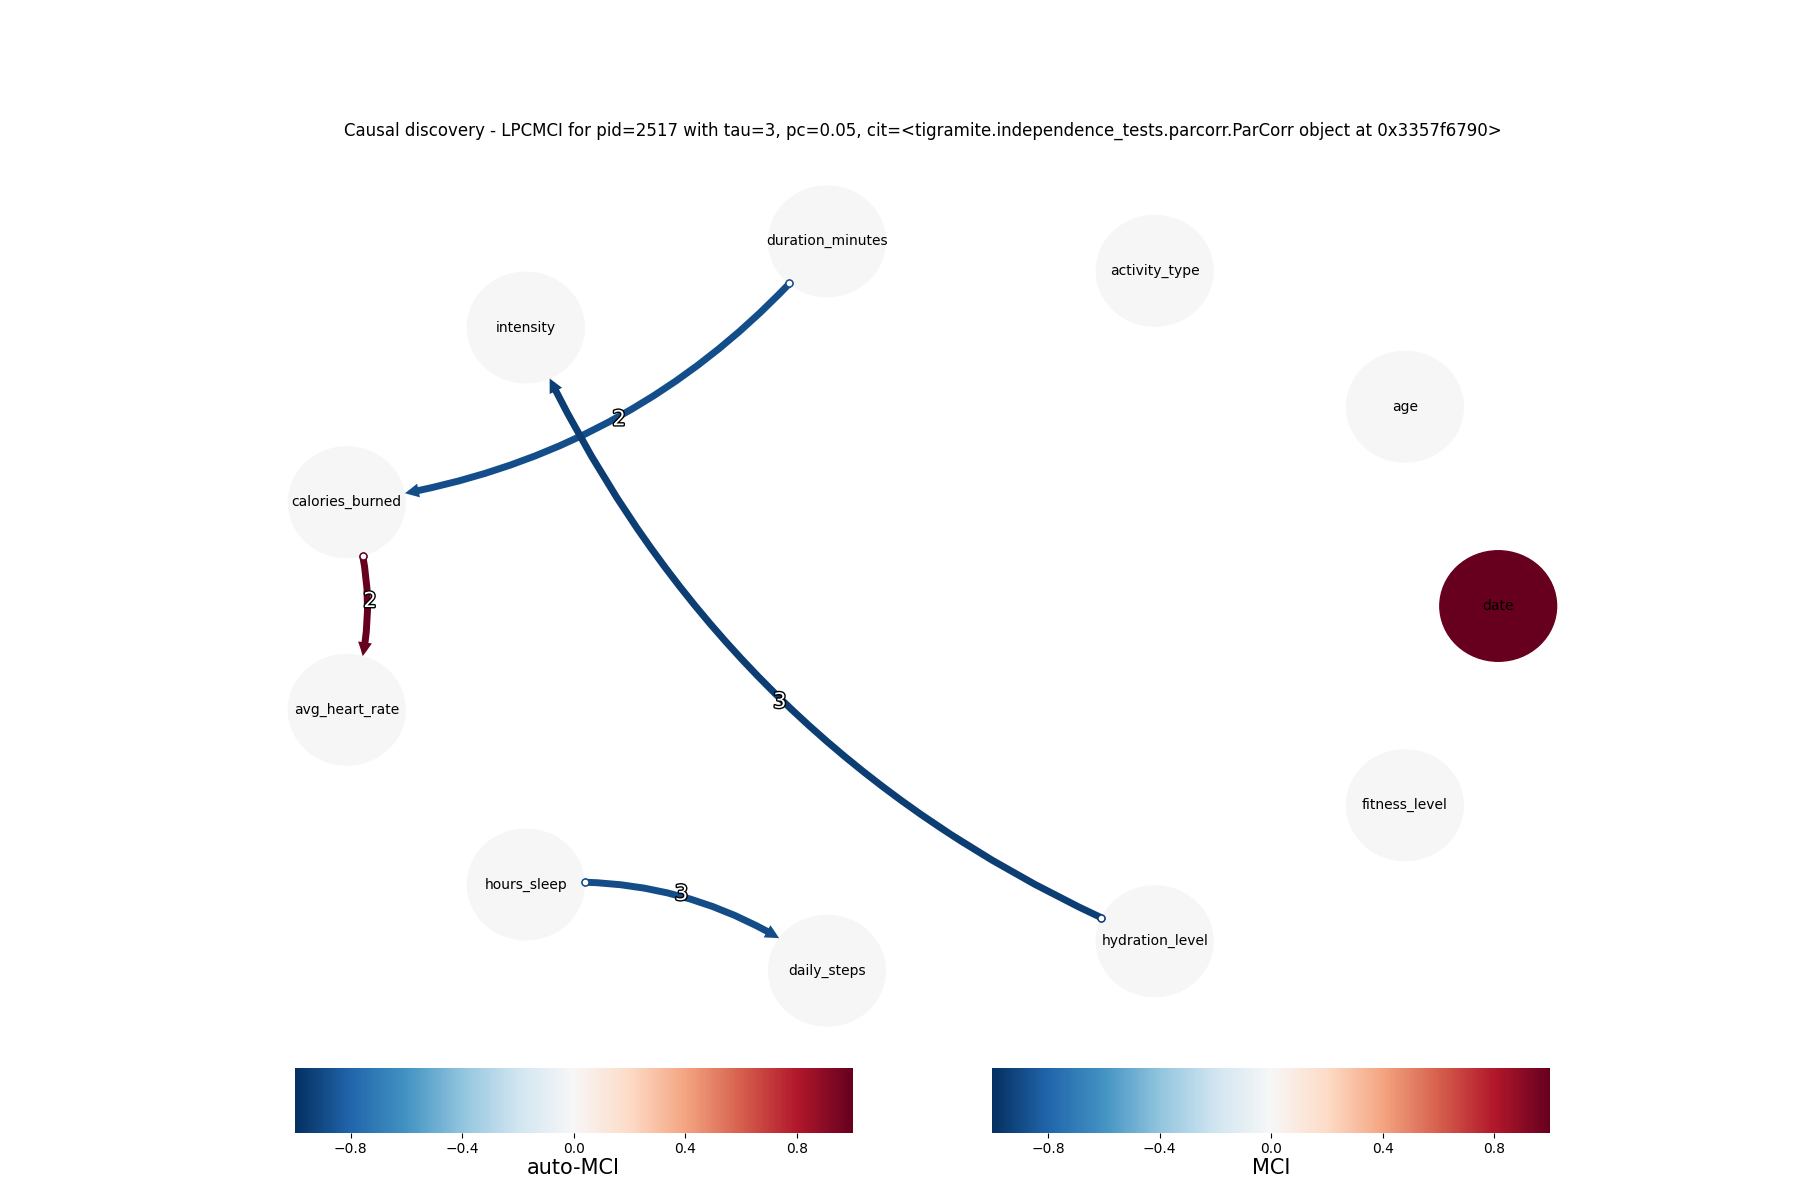 Causal discovery - LPCMCI for pid=2517 with tau=3, pc=0.05, cit=<tigramite.independence_tests.parcorr.ParCorr object at 0x3357f6790>
duration_minutes
activity_type
intensity
age
2
calories_burned
2
date
3
avg_heart_rate
fitness_level
hours_sleep
3
hydration_level
daily_steps
−0.8 −0.4 0.0 0.4 0.8
auto-MCI
−0.8 −0.4 0.0 0.4 0.8
MCI